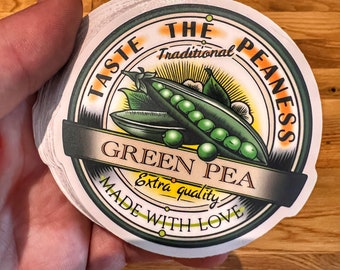 TASTE THE PEANESS
Traditional
GREEN PEA
Extra quality
MADE WITH LOVE